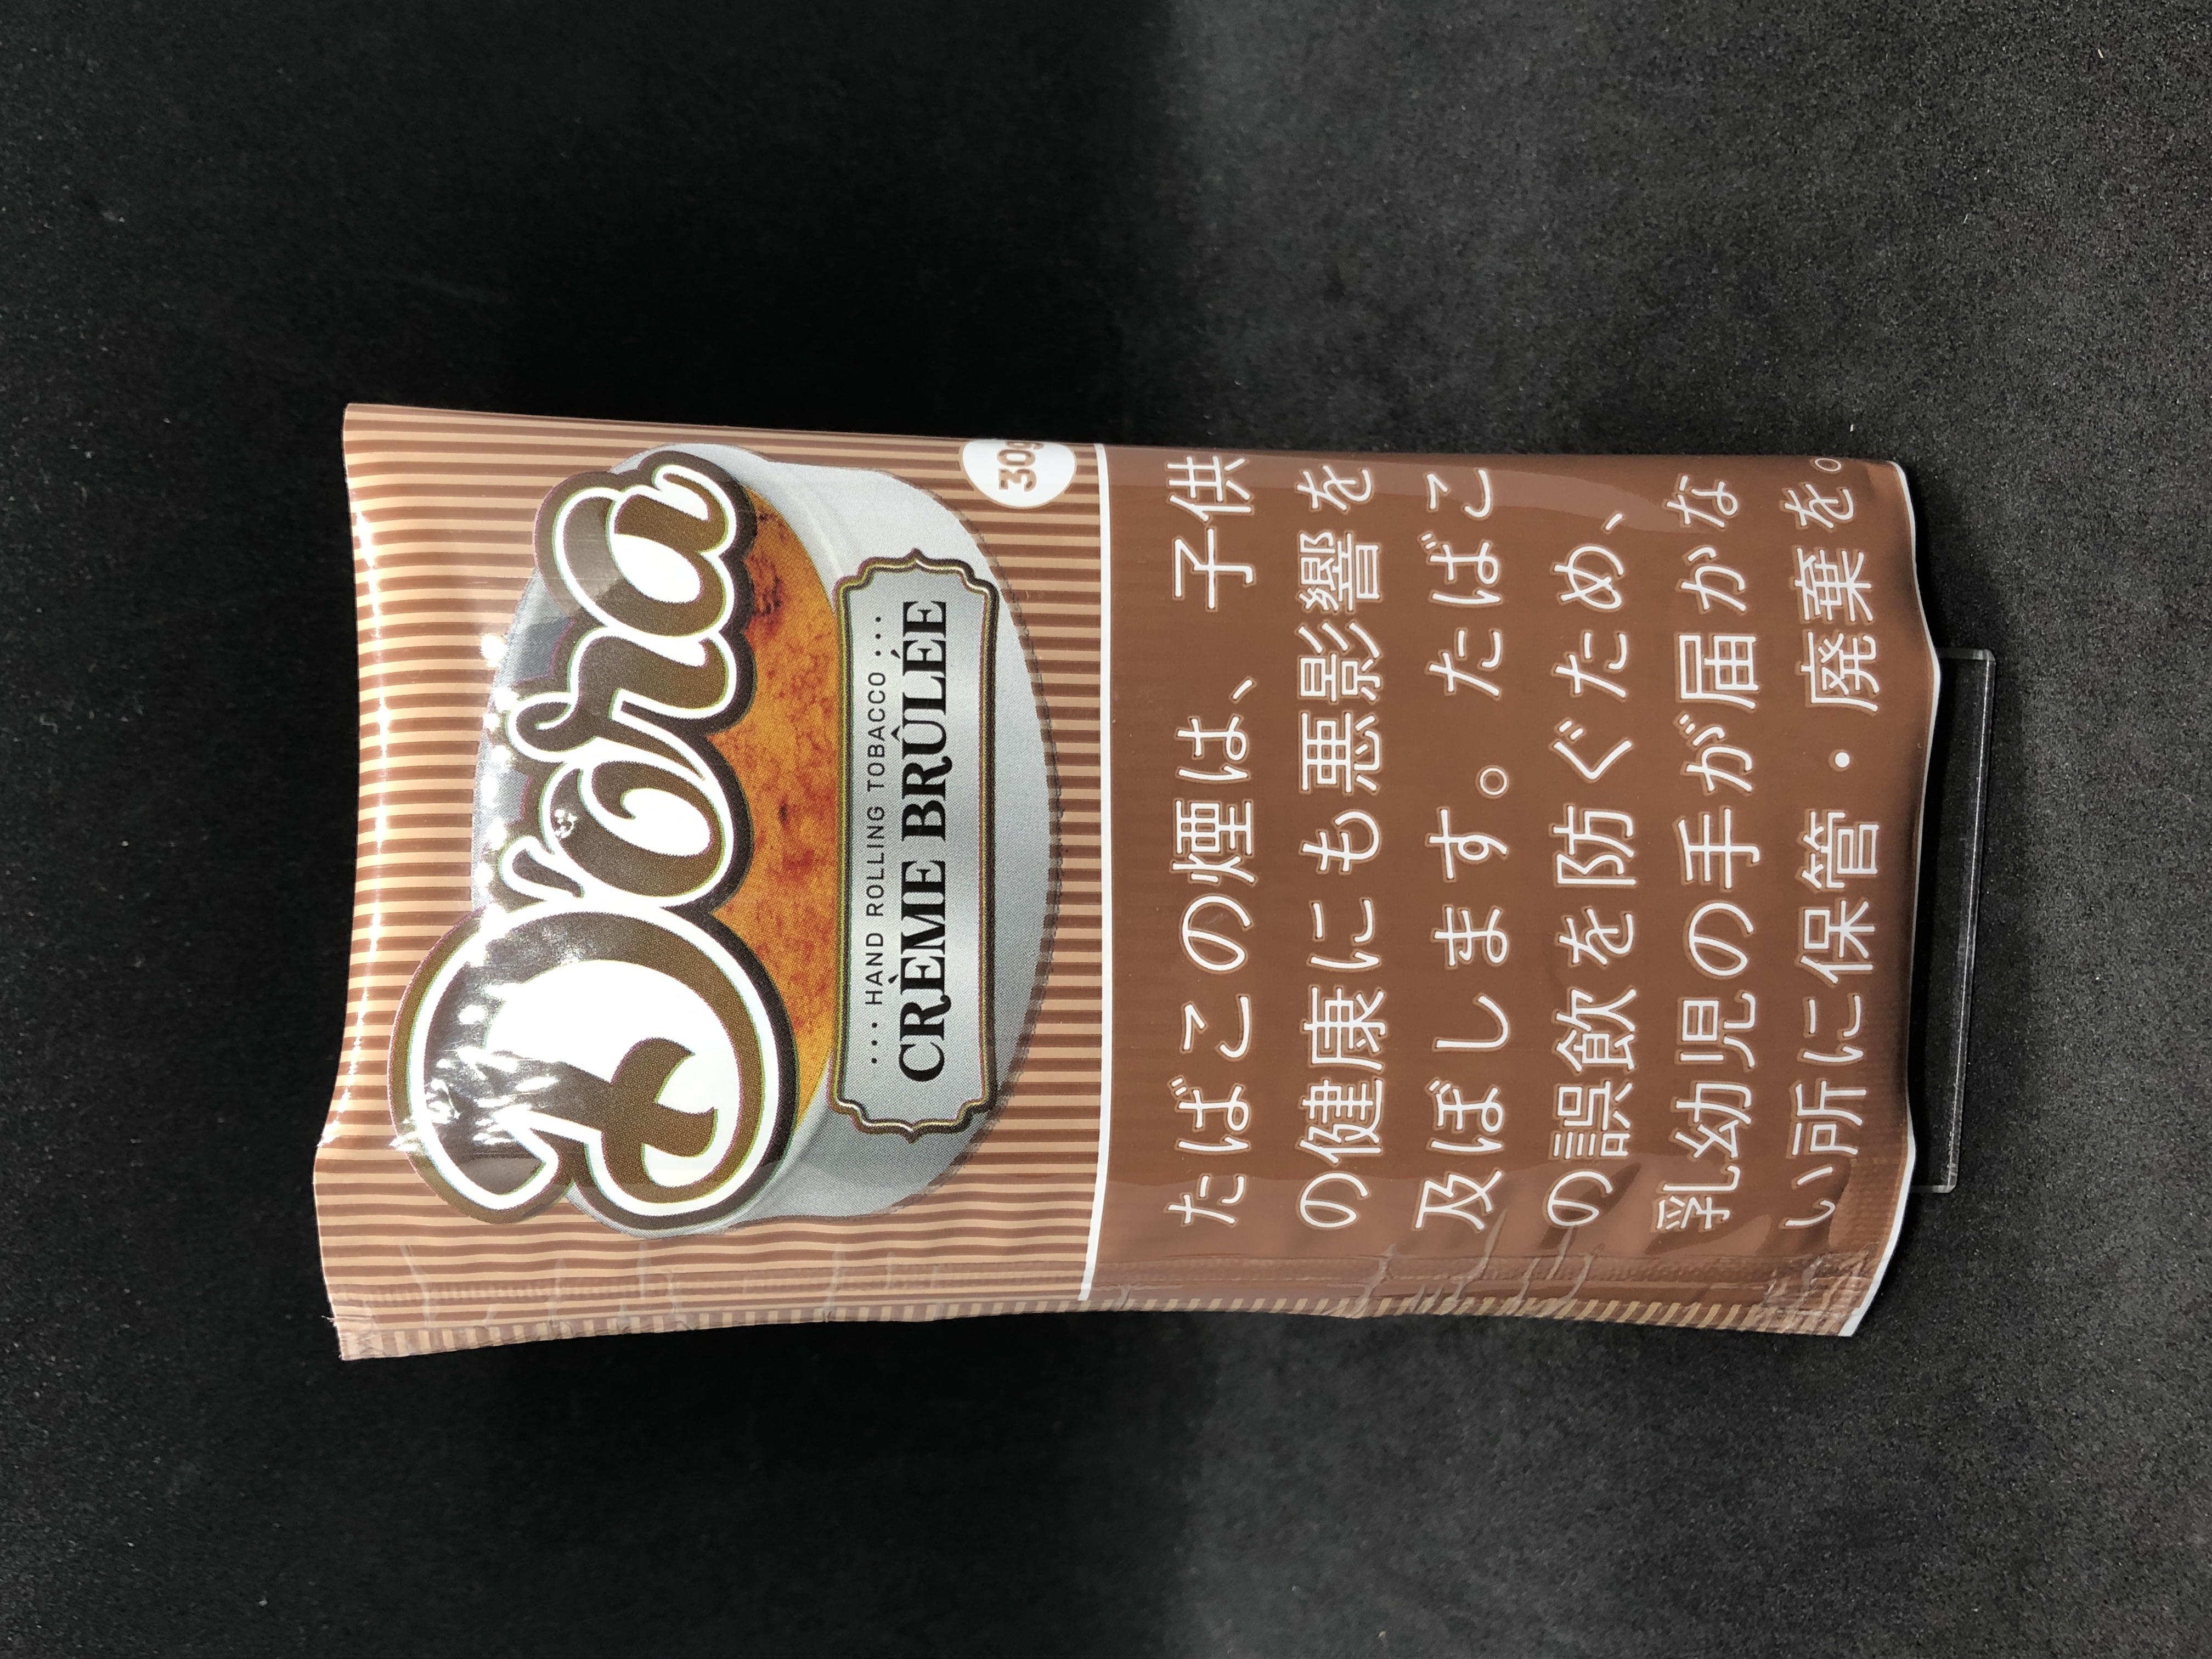 Dóra
HAND ROLLING TOBACCO
CRÈME BRÛLÉE
30g
たばこの煙は、子供
の健康にも悪影響を
及ぼします。たばこ
の誤飲を防ぐため、
乳幼児の手が届かな
い所に保管・廃棄を。